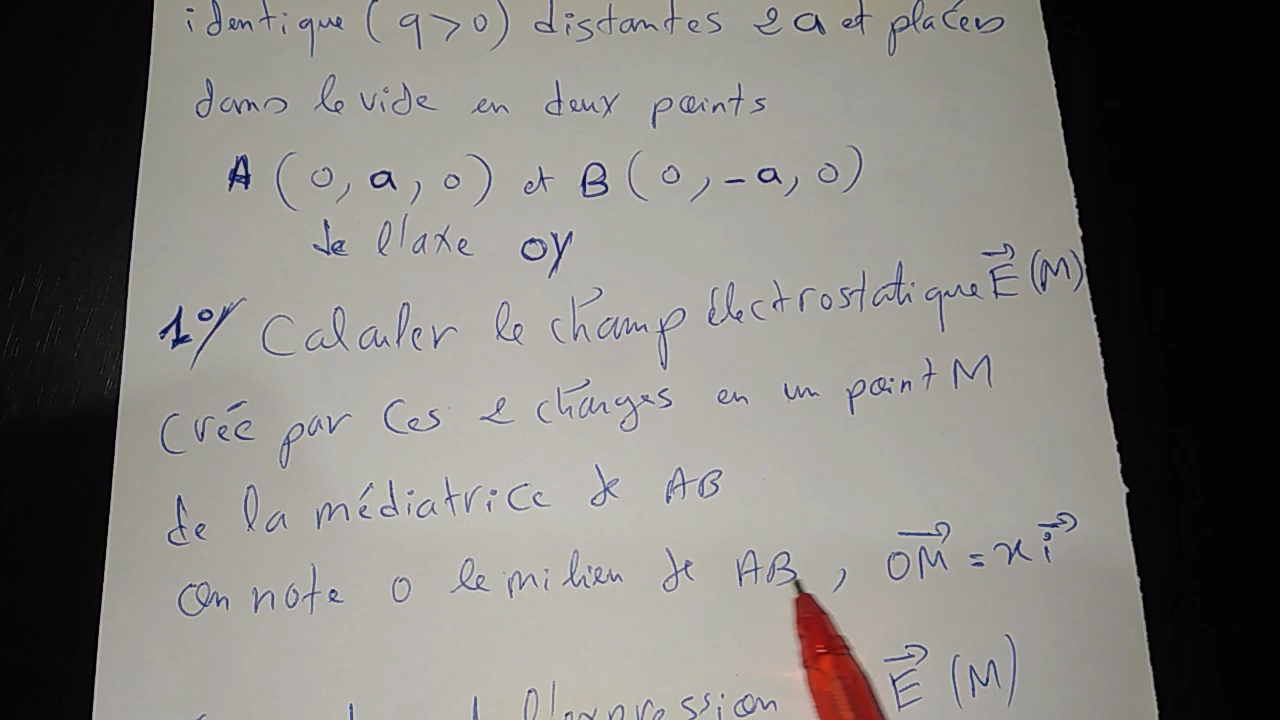 identique (q>0) distantes 2a et placées
dans le vide en deux points
A (0, a, 0) et B (0, -a, 0)
de l'axe oy
1°/ Calculer le champ électrostatique E⃗ (M)
Créé par Ces 2 charges en un point M
de la médiatrice de AB
on note O le milieu de AB, OM⃗ = x i⃗
l'expression E⃗ (M)